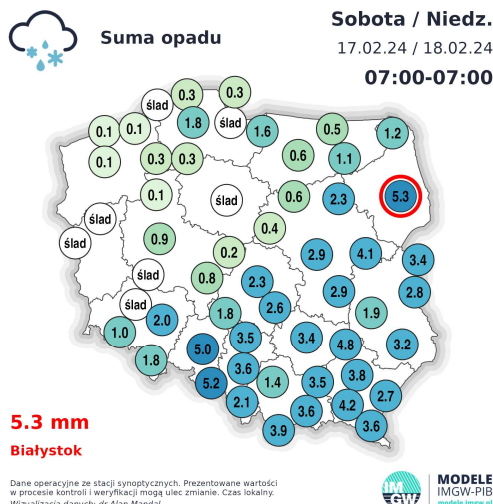 Suma opadu
Sobota / Niedz.
17.02.24 / 18.02.24
07:00-07:00
0.3
0.3
ślad
0.1
0.1
1.8
ślad
1.6
0.5
1.2
0.1
0.3
0.3
0.6
1.1
0.1
ślad
0.6
2.3
5.3
ślad
ślad
0.9
0.4
0.2
2.9
4.1
3.4
ślad
0.8
2.3
2.9
2.8
ślad
2.0
1.8
2.6
1.9
1.0
3.5
3.4
4.8
3.2
1.8
5.0
3.6
5.2
1.4
3.5
3.8
2.1
3.6
4.2
2.7
3.9
3.6
5.3 mm
Białystok
Dane operacyjne ze stacji synoptycznych. Prezentowane wartości
w procesie kontroli i weryfikacji mogą ulec zmianie. Czas lokalny.
IM
GW
MODELE
IMGW-PIB